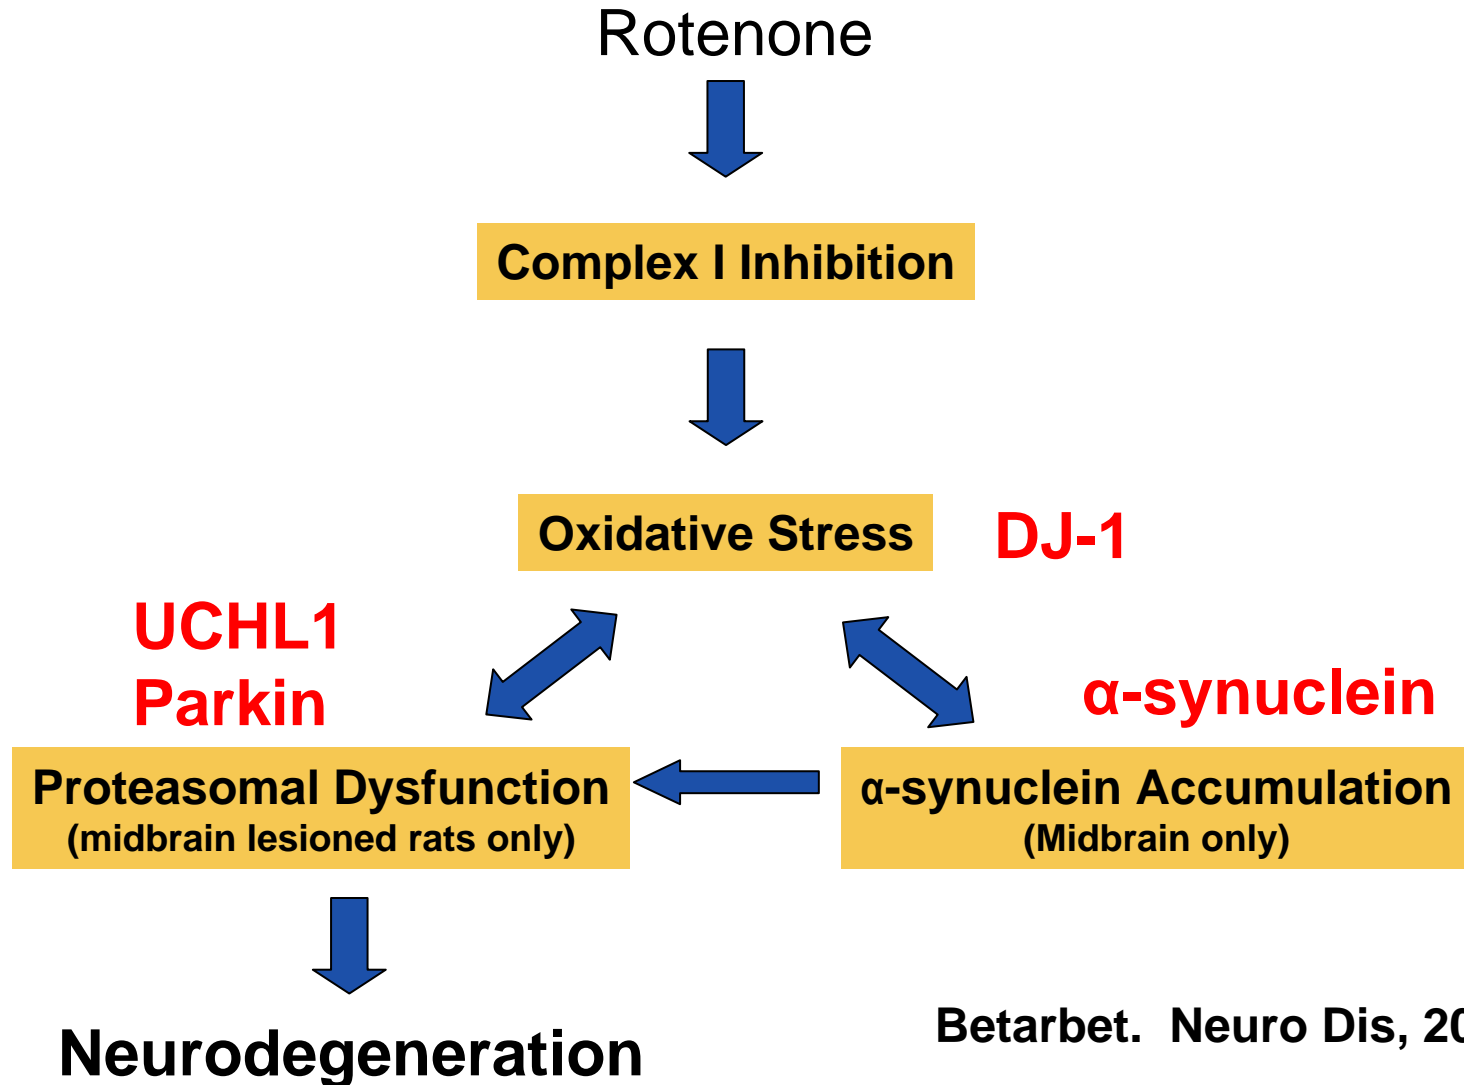 Rotenone
Complex I Inhibition
Oxidative Stress
DJ-1
UCHL1
Parkin
α-synuclein
Proteasomal Dysfunction
(midbrain lesioned rats only)
α-synuclein Accumulation
(Midbrain only)
Neurodegeneration
Betarbet. Neuro Dis,